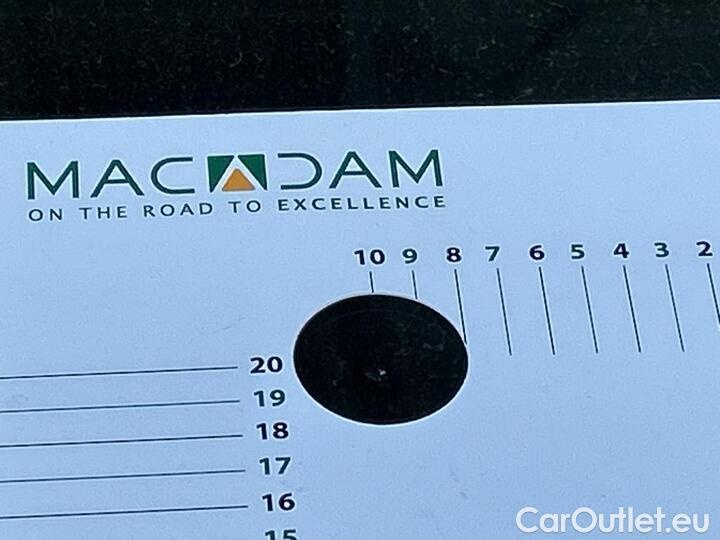 MACADAM
ON THE ROAD TO EXCELLENCE
10 9 8 7 6 5 4 3 2
20
19
18
17
16
15
CarOutlet.eu